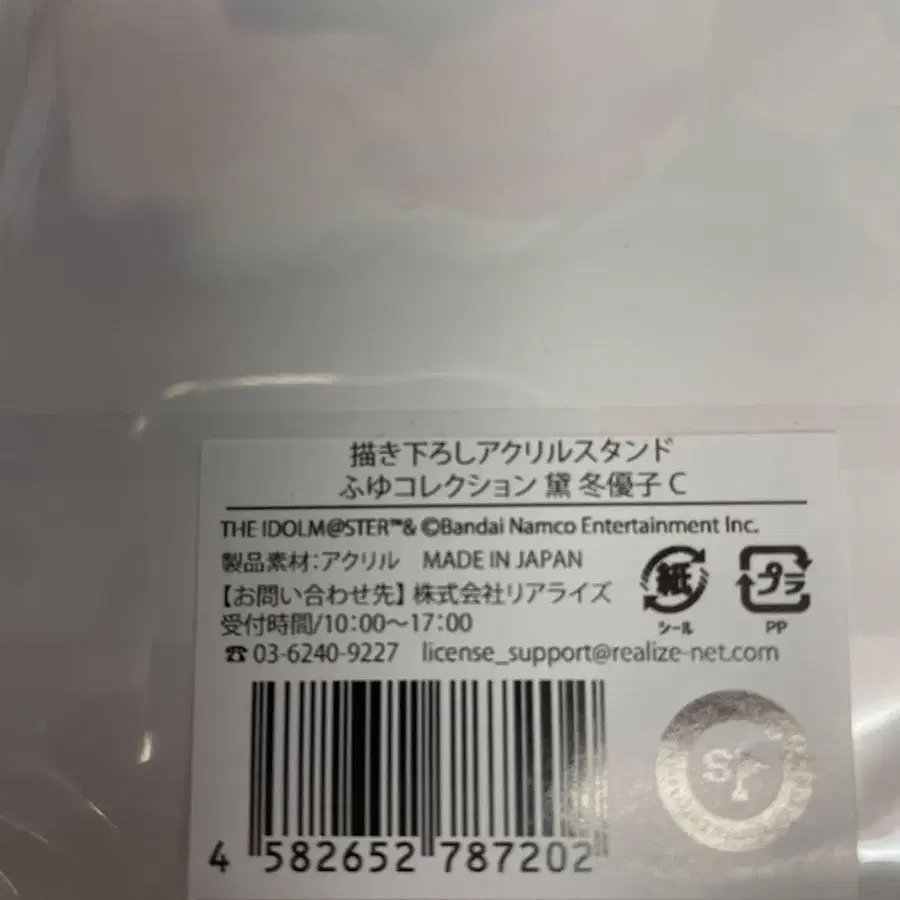 描き下ろしアクリルスタンド
ふゆコレクション 黛 冬優子 C
THE IDOLM@STER™& ©Bandai Namco Entertainment Inc.
製品素材：アクリル MADE IN JAPAN
【お問い合わせ先】株式会社リアライズ
受付時間/10:00～17:00
☎ 03-6240-9227 license_support@realize-net.com
紙
シール
プラ
PP
4 582652 787202